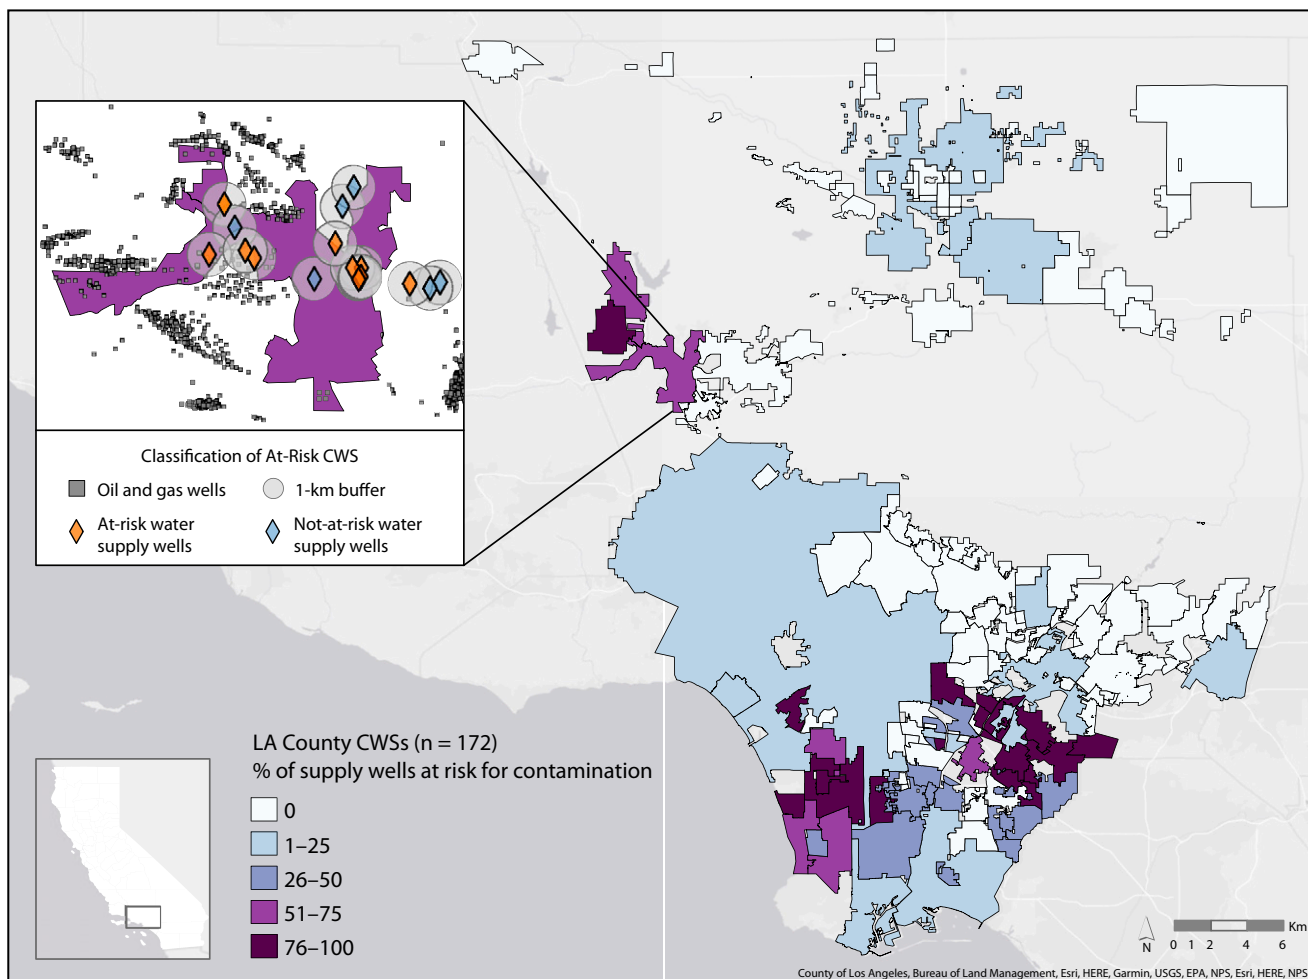 Classification of At-Risk CWS
Oil and gas wells
1-km buffer
At-risk water
supply wells
Not-at-risk water
supply wells
LA County CWSs (n = 172)
% of supply wells at risk for contamination
0
1–25
26–50
51–75
76–100
N
Km
0 2 4 6
County of Los Angeles, Bureau of Land Management, Esri, HERE, Garmin, USGS, EPA, NPS, Esri, HERE, NPS